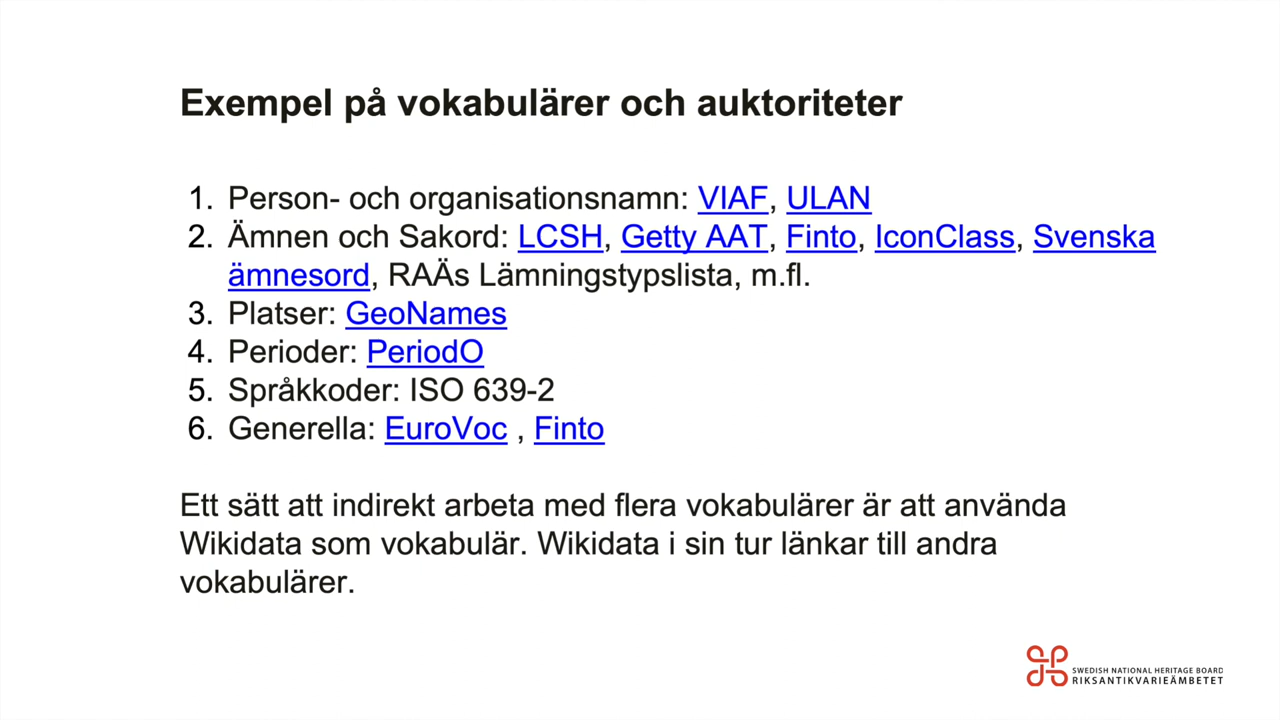 Exempel på vokabulärer och auktoriteter
1. Person- och organisationsnamn: VIAF, ULAN
2. Ämnen och Sakord: LCSH, Getty AAT, Finto, IconClass, Svenska
ämnesord, RAÄs Lämningstypslista, m.fl.
3. Platser: GeoNames
4. Perioder: PeriodO
5. Språkkoder: ISO 639-2
6. Generella: EuroVoc , Finto
Ett sätt att indirekt arbeta med flera vokabulärer är att använda
Wikidata som vokabulär. Wikidata i sin tur länkar till andra
vokabulärer.
SWEDISH NATIONAL HERITAGE BOARD
RIKSANTIKVARIEÄMBETET